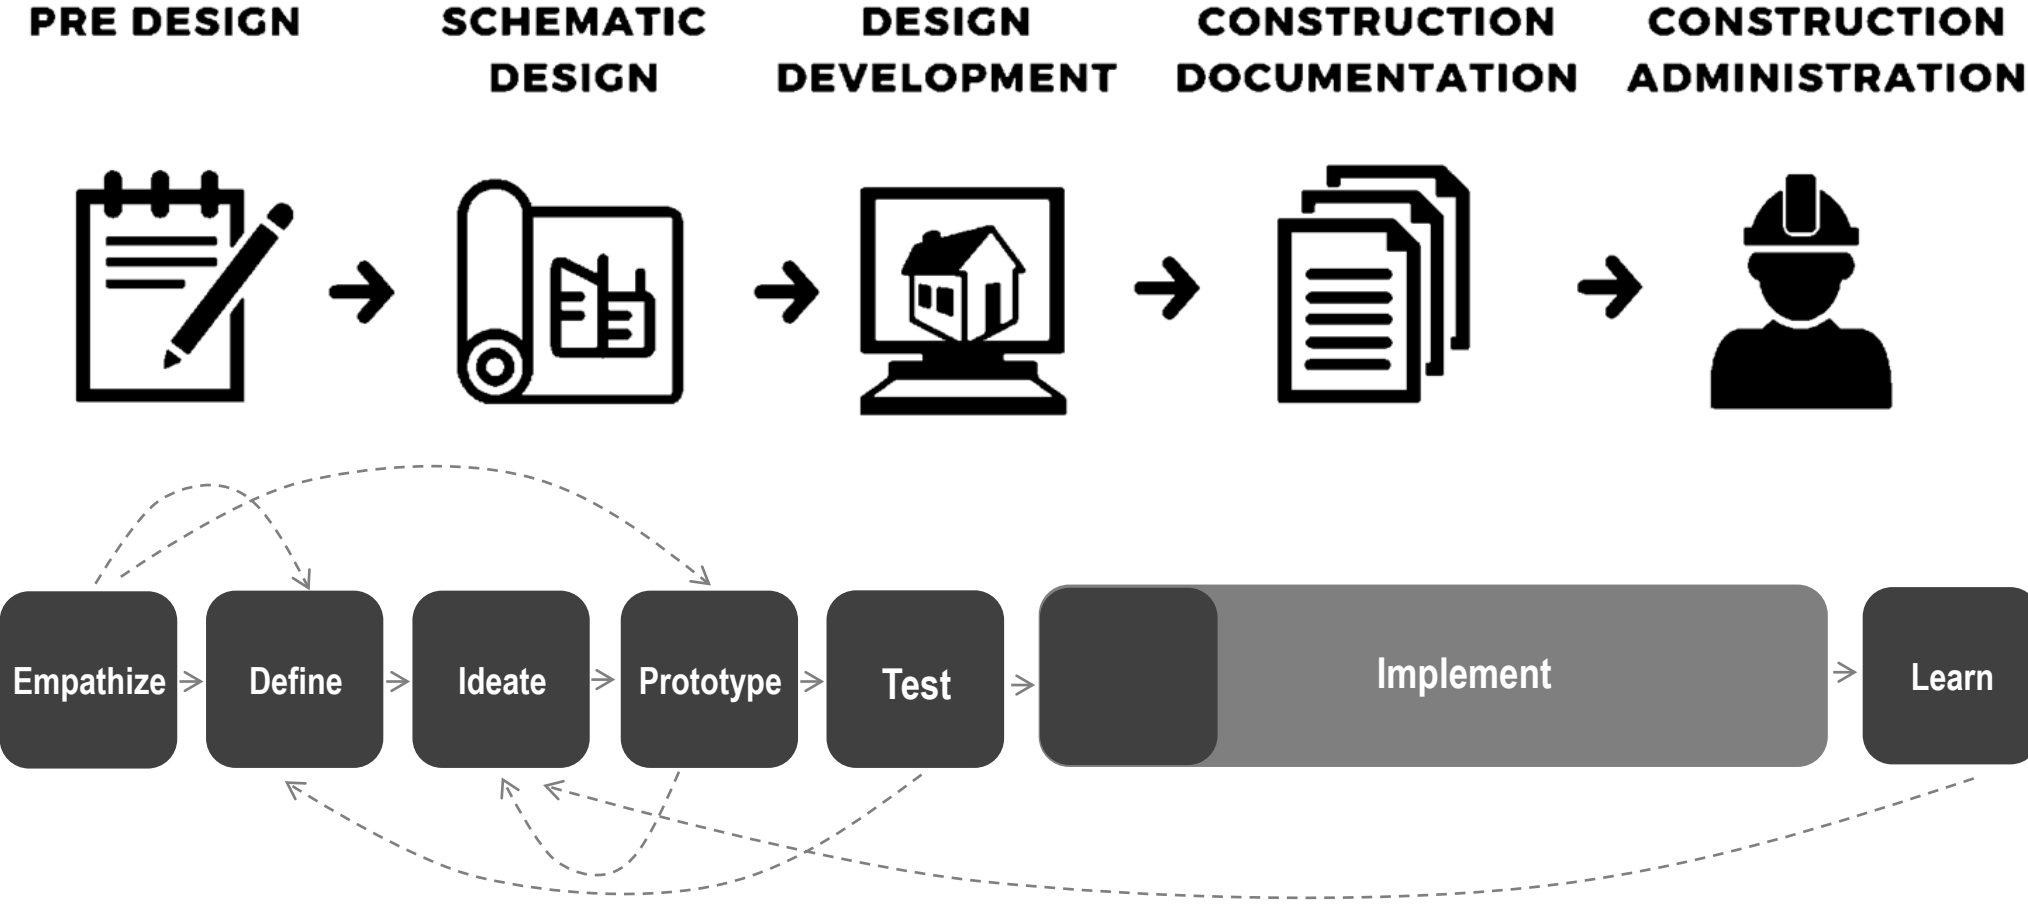 PRE DESIGN
SCHEMATIC
DESIGN
DESIGN
DEVELOPMENT
CONSTRUCTION
DOCUMENTATION
CONSTRUCTION
ADMINISTRATION
Empathize
Define
Ideate
Prototype
Test
Implement
Learn